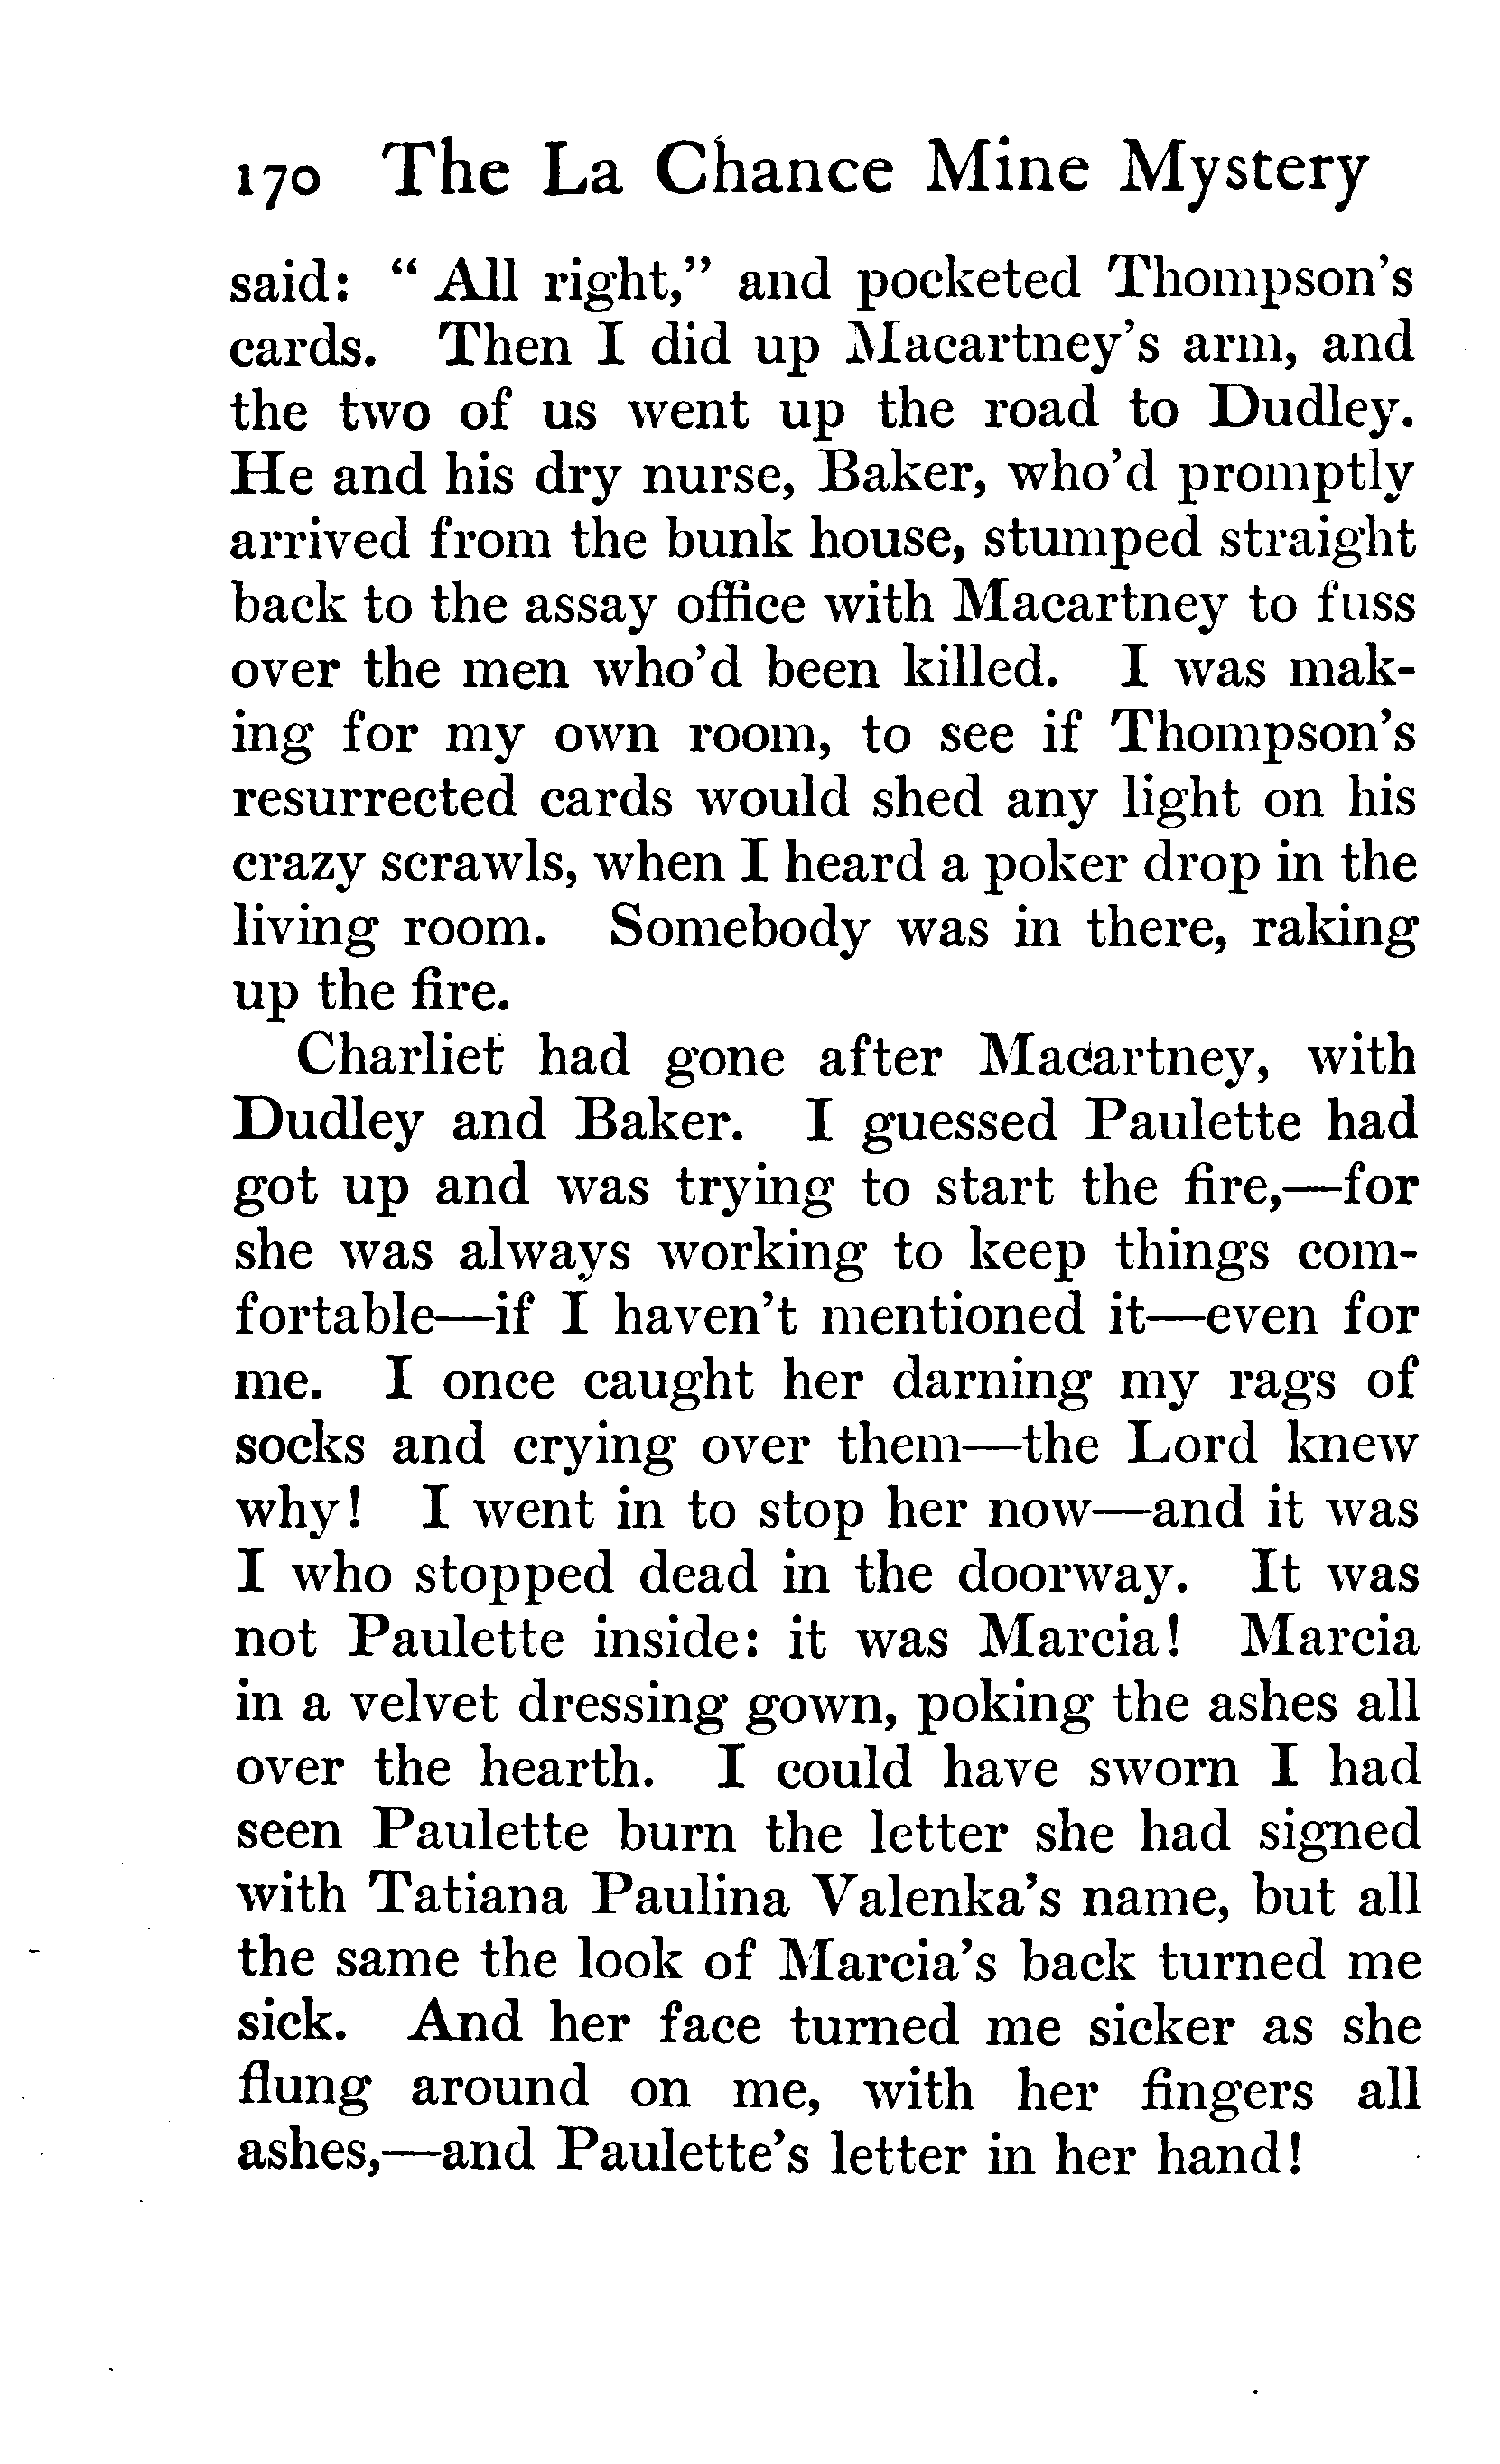 170 The La Chance Mine Mystery
said: “ All right,” and pocketed Thompson’s
cards. Then I did up Macartney’s arm, and
the two of us went up the road to Dudley.
He and his dry nurse, Baker, who’d promptly
arrived from the bunk house, stumped straight
back to the assay office with Macartney to fuss
over the men who’d been killed. I was mak-
ing for my own room, to see if Thompson’s
resurrected cards would shed any light on his
crazy scrawls, when I heard a poker drop in the
living room. Somebody was in there, raking
up the fire.
Charliet had gone after Macartney, with
Dudley and Baker. I guessed Paulette had
got up and was trying to start the fire,—for
she was always working to keep things com-
fortable—if I haven’t mentioned it—even for
me. I once caught her darning my rags of
socks and crying over them—the Lord knew
why! I went in to stop her now—and it was
I who stopped dead in the doorway. It was
not Paulette inside: it was Marcia! Marcia
in a velvet dressing gown, poking the ashes all
over the hearth. I could have sworn I had
seen Paulette burn the letter she had signed
with Tatiana Paulina Valenka’s name, but all
the same the look of Marcia’s back turned me
sick. And her face turned me sicker as she
flung around on me, with her fingers all
ashes,—and Paulette’s letter in her hand!